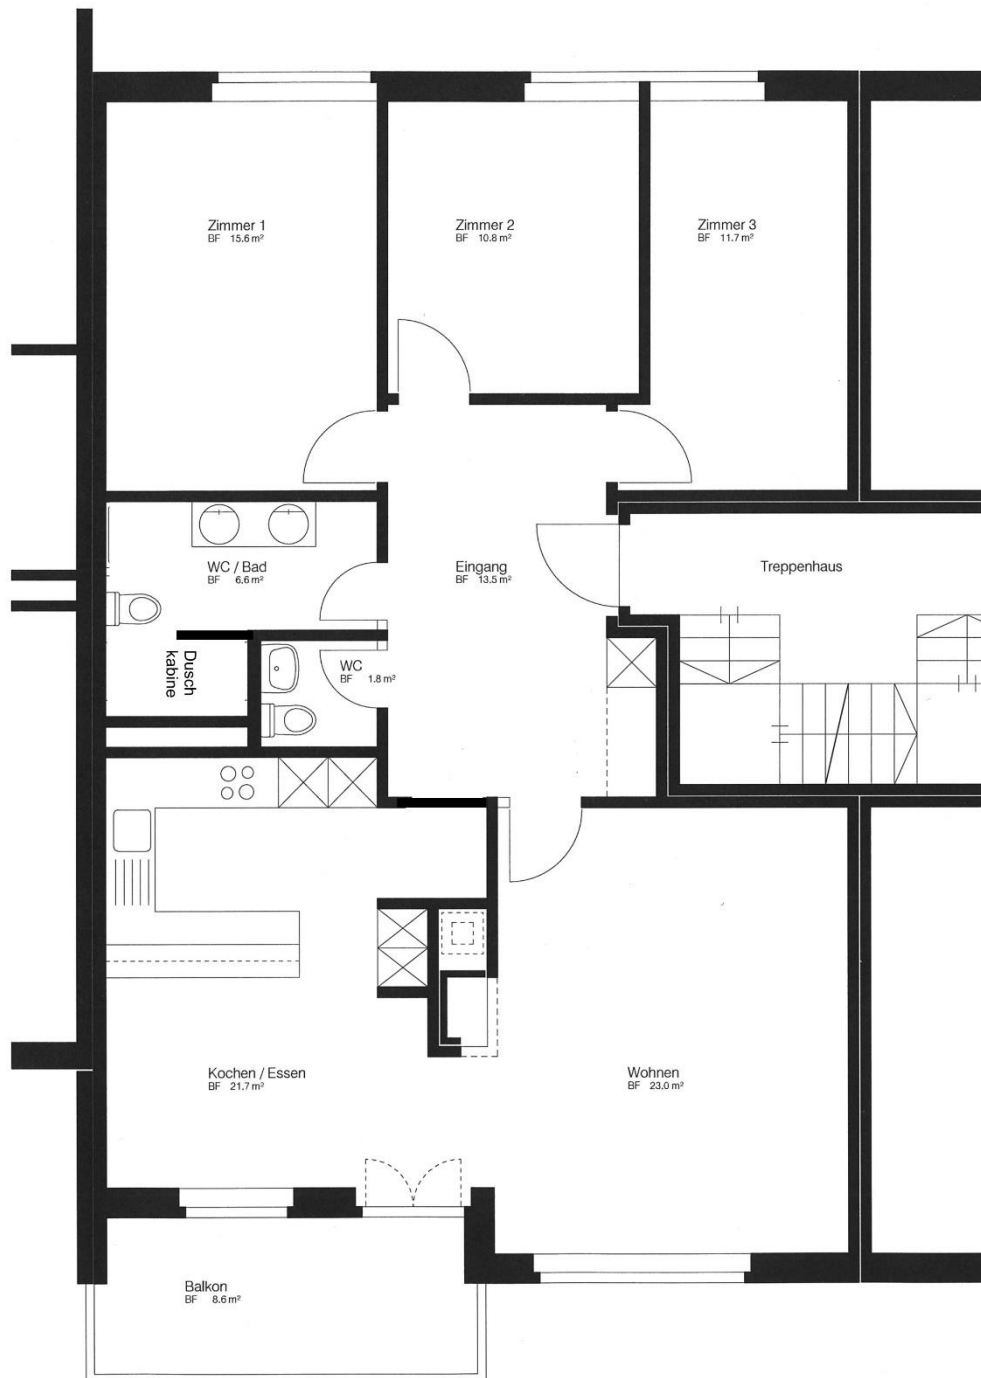 Zimmer 1
BF 15.6 m²
Zimmer 2
BF 10.8 m²
Zimmer 3
BF 11.7 m²
WC / Bad
BF 6.6 m²
Eingang
BF 13.5 m²
Treppenhaus
Dusch
kabine
WC
BF 1.8 m²
Kochen / Essen
BF 21.7 m²
Wohnen
BF 23.0 m²
Balkon
BF 8.6 m²